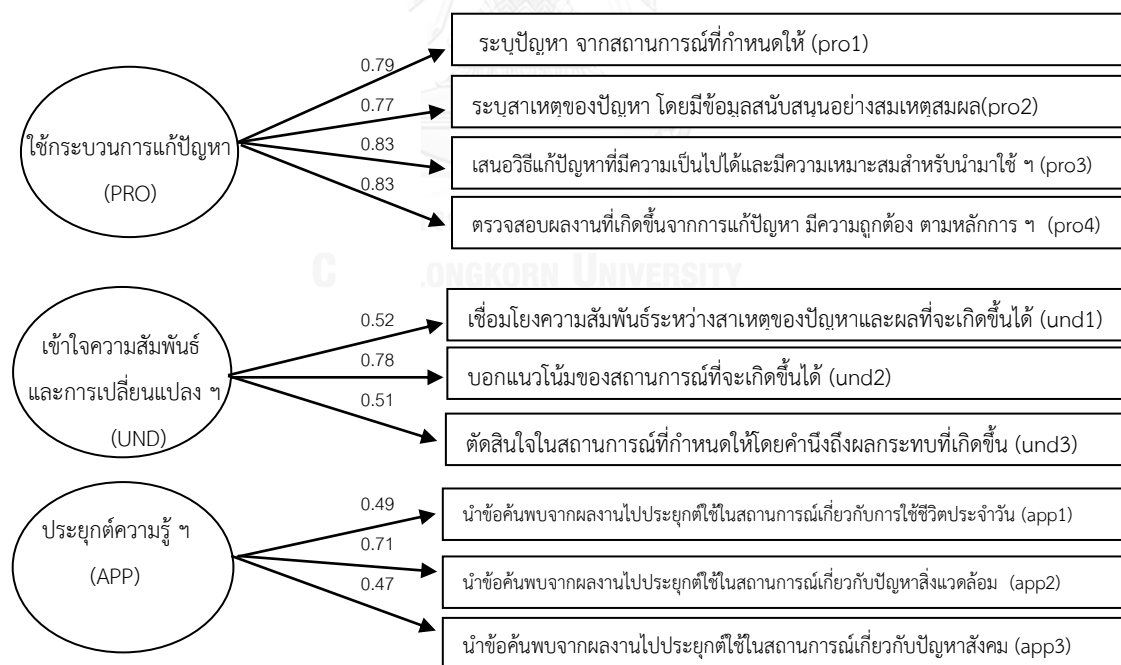 ระบุปัญหา จากสถานการณ์ที่กำหนดให้ (pro1)
0.79
0.77
ระบุสาเหตุของปัญหา โดยมีข้อมูลสนับสนุนอย่างสมเหตุสมผล(pro2)
ใช้กระบวนการแก้ปัญหา
(PRO)
0.83
เสนอวิธีแก้ปัญหาที่มีความเป็นไปได้และมีความเหมาะสมสำหรับนำมาใช้ ฯ (pro3)
0.83
ตรวจสอบผลงานที่เกิดขึ้นจากการแก้ปัญหา มีความถูกต้อง ตามหลักการ ฯ (pro4)
C
LONGKORN UNIVERSITY
เข้าใจความสัมพันธ์
และการเปลี่ยนแปลง ฯ
(UND)
0.52
เชื่อมโยงความสัมพันธ์ระหว่างสาเหตุของปัญหาและผลที่จะเกิดขึ้นได้ (und1)
0.78
บอกแนวโน้มของสถานการณ์ที่จะเกิดขึ้นได้ (und2)
0.51
ตัดสินใจในสถานการณ์ที่กำหนดให้โดยคำนึงถึงผลกระทบที่เกิดขึ้น (und3)
ประยุกต์ความรู้ ฯ
(APP)
0.49
นำข้อค้นพบจากผลงานไปประยุกต์ใช้ในสถานการณ์เกี่ยวกับการใช้ชีวิตประจำวัน (app1)
0.71
นำข้อค้นพบจากผลงานไปประยุกต์ใช้ในสถานการณ์เกี่ยวกับปัญหาสิ่งแวดล้อม (app2)
0.47
นำข้อค้นพบจากผลงานไปประยุกต์ใช้ในสถานการณ์เกี่ยวกับปัญหาสังคม (app3)